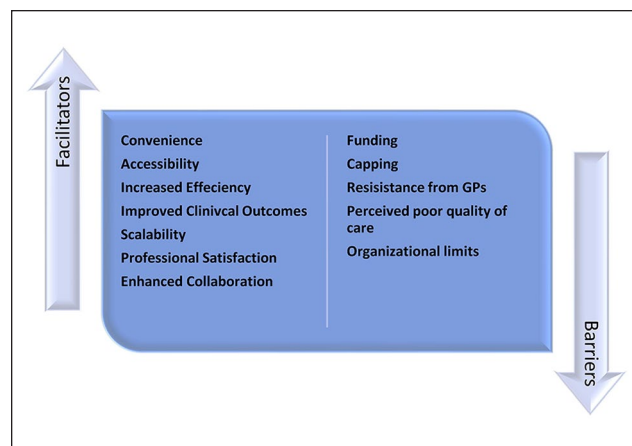 Facilitators
Convenience
Accessibility
Increased Effeciency
Improved Clinivcal Outcomes
Scalability
Professional Satisfaction
Enhanced Collaboration
Funding
Capping
Resisistance from GPs
Perceived poor quality of
care
Organizational limits
Barriers